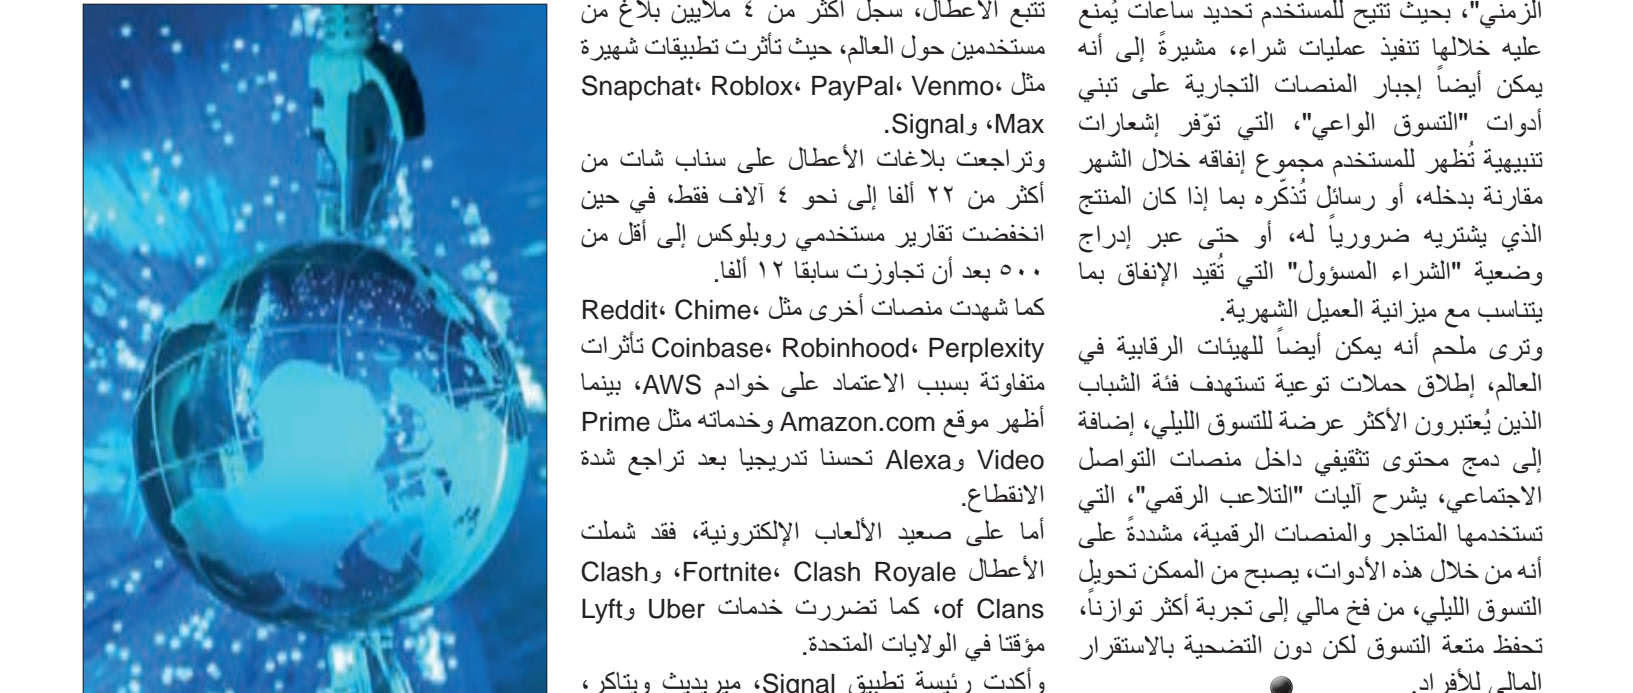 الزمني"، بحيث تتيح للمستخدم تحديد ساعات يُمنع
عليه خلالها تنفيذ عمليات شراء، مشيرةً إلى أنه
يمكن أيضاً إجبار المنصات التجارية على تبني
أدوات "التسوق الواعي"، التي توّفر إشعارات
تنبيهية تُظهر للمستخدم مجموع إنفاقه خلال الشهر
مقارنة بدخله، أو رسائل تُذكّره بما إذا كان المنتج
الذي يشتريه ضرورياً له، أو حتى عبر إدراج
وضعية "الشراء المسؤول" التي تُقيد الإنفاق بما
يتناسب مع ميزانية العميل الشهرية.
وترى ملحم أنه يمكن أيضاً للهيئات الرقابية في
العالم، إطلاق حملات توعية تستهدف فئة الشباب
الذين يُعتبرون الأكثر عرضة للتسوق الليلي، إضافة
إلى دمج محتوى تثقيفي داخل منصات التواصل
الاجتماعي، يشرح آليات "التلاعب الرقمي"، التي
تستخدمها المتاجر والمنصات الرقمية، مشددةً على
أنه من خلال هذه الأدوات، يصبح من الممكن تحويل
التسوق الليلي، من فخ مالي إلى تجربة أكثر توازناً،
تحفظ متعة التسوق لكن دون التضحية بالاستقرار
المالي للأفراد.
تتبع الأعطال، سجل أكثر من ٤ ملايين بلاغ من
مستخدمين حول العالم، حيث تأثرت تطبيقات شهيرة
مثل Snapchat، Roblox، PayPal، Venmo،
Max، وSignal.
وتراجعت بلاغات الأعطال على سناب شات من
أكثر من ٢٢ ألفا إلى نحو ٤ آلاف فقط، في حين
انخفضت تقارير مستخدمي روبلوكس إلى أقل من
٥٠٠ بعد أن تجاوزت سابقا ١٢ ألفا.
كما شهدت منصات أخرى مثل Reddit، Chime،
Coinbase، Robinhood، Perplexity تأثرات
متفاوتة بسبب الاعتماد على خوادم AWS، بينما
أظهر موقع Amazon.com وخدماته مثل Prime
Video وAlexa تحسنا تدريجيا بعد تراجع شدة
الانقطاع.
أما على صعيد الألعاب الإلكترونية، فقد شملت
الأعطال Fortnite، Clash Royale، وClash
of Clans، كما تضررت خدمات Uber وLyft
مؤقتا في الولايات المتحدة.
وأكدت رئيسة تطبيق Signal، ميريديث ويتاكر،